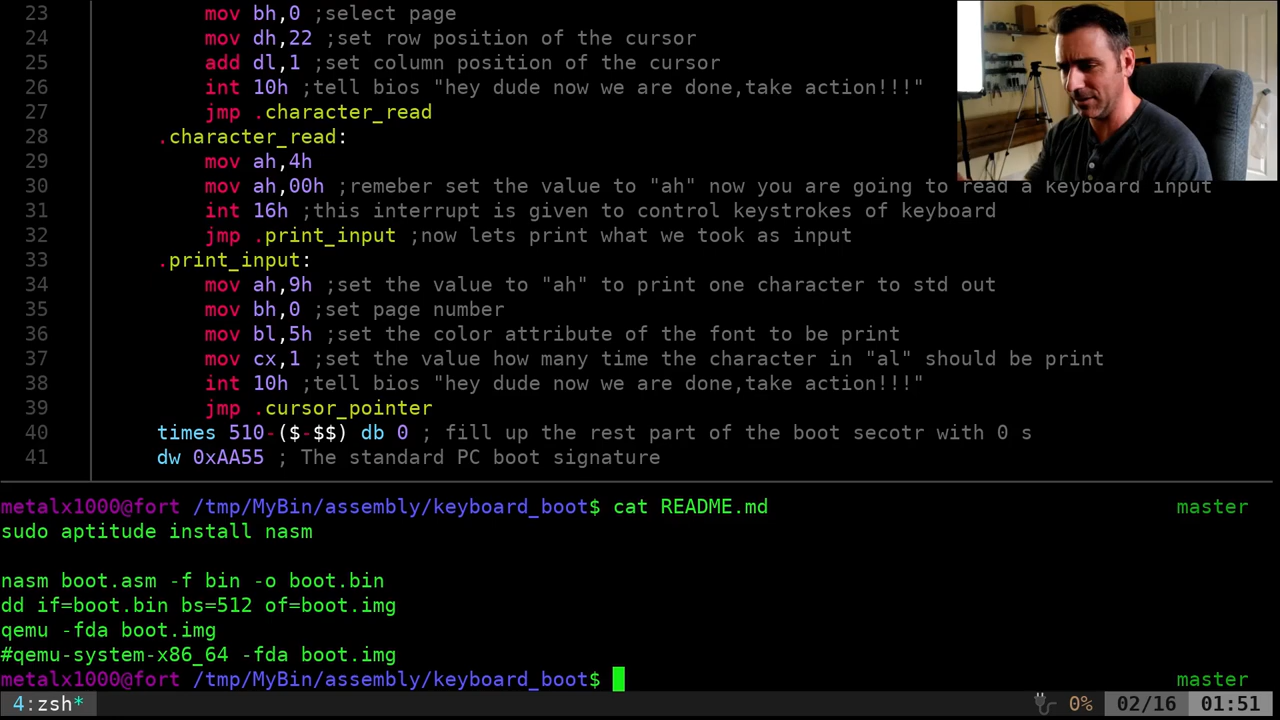 23 mov bh,0 ;select page
24 mov dh,22 ;set row position of the cursor
25 add dl,1 ;set column position of the cursor
26 int 10h ;tell bios "hey dude now we are done,take action!!!"
27 jmp .character_read
28 .character_read:
29 mov ah,4h
30 mov ah,00h ;remeber set the value to "ah" now you are going to read a keyboard input
31 int 16h ;this interrupt is given to control keystrokes of keyboard
32 jmp .print_input ;now lets print what we took as input
33 .print_input:
34 mov ah,9h ;set the value to "ah" to print one character to std out
35 mov bh,0 ;set page number
36 mov bl,5h ;set the color attribute of the font to be print
37 mov cx,1 ;set the value how many time the character in "al" should be print
38 int 10h ;tell bios "hey dude now we are done,take action!!!"
39 jmp .cursor_pointer
40 times 510-($-$$) db 0 ; fill up the rest part of the boot secotr with 0 s
41 dw 0xAA55 ; The standard PC boot signature
metalx1000@fort /tmp/MyBin/assembly/keyboard_boot$ cat README.md master
sudo aptitude install nasm
nasm boot.asm -f bin -o boot.bin
dd if=boot.bin bs=512 of=boot.img
qemu -fda boot.img
#qemu-system-x86_64 -fda boot.img
metalx1000@fort /tmp/MyBin/assembly/keyboard_boot$ master
4:zsh* 0% 02/16 01:51